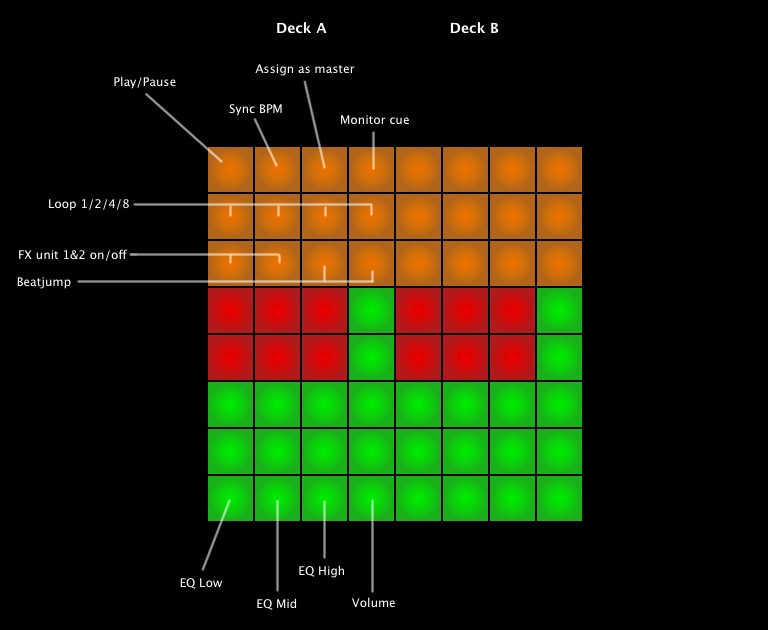 Deck A
Deck B
Assign as master
Play/Pause
Sync BPM
Monitor cue
Loop 1/2/4/8
FX unit 1&2 on/off
Beatjump
EQ High
EQ Low
EQ Mid
Volume